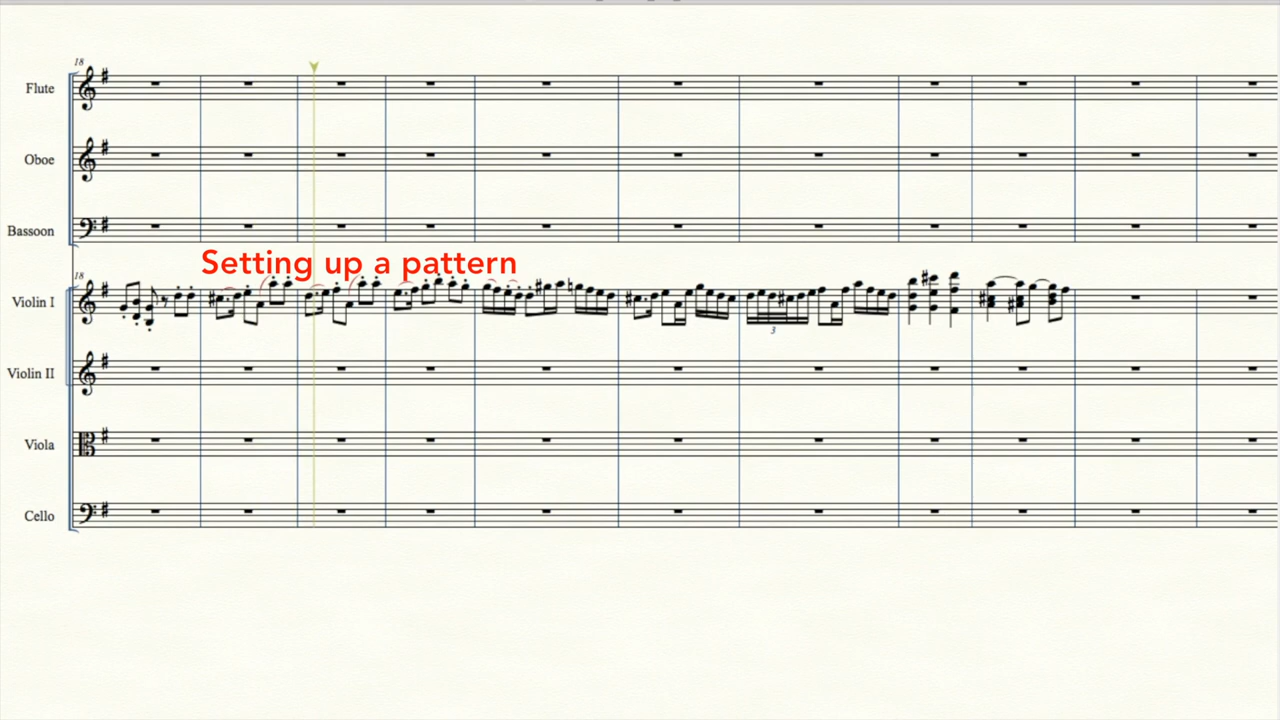 18
Flute
Oboe
Bassoon
Setting up a pattern
18
Violin I
3
Violin II
Viola
Cello